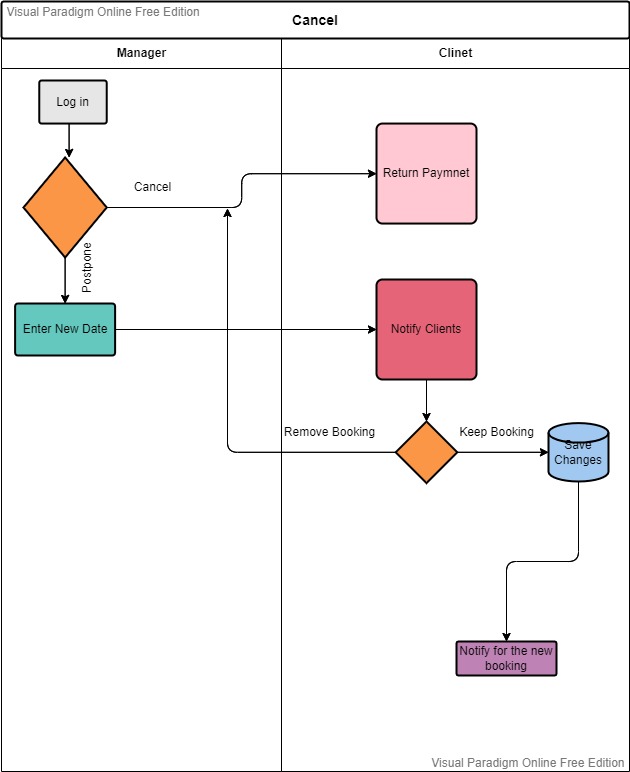 Visual Paradigm Online Free Edition
Cancel
Manager
Clinet
Log in
Cancel
Return Paymnet
Postpone
Enter New Date
Notify Clients
Remove Booking
Keep Booking
Save
Changes
Notify for the new
booking
Visual Paradigm Online Free Edition